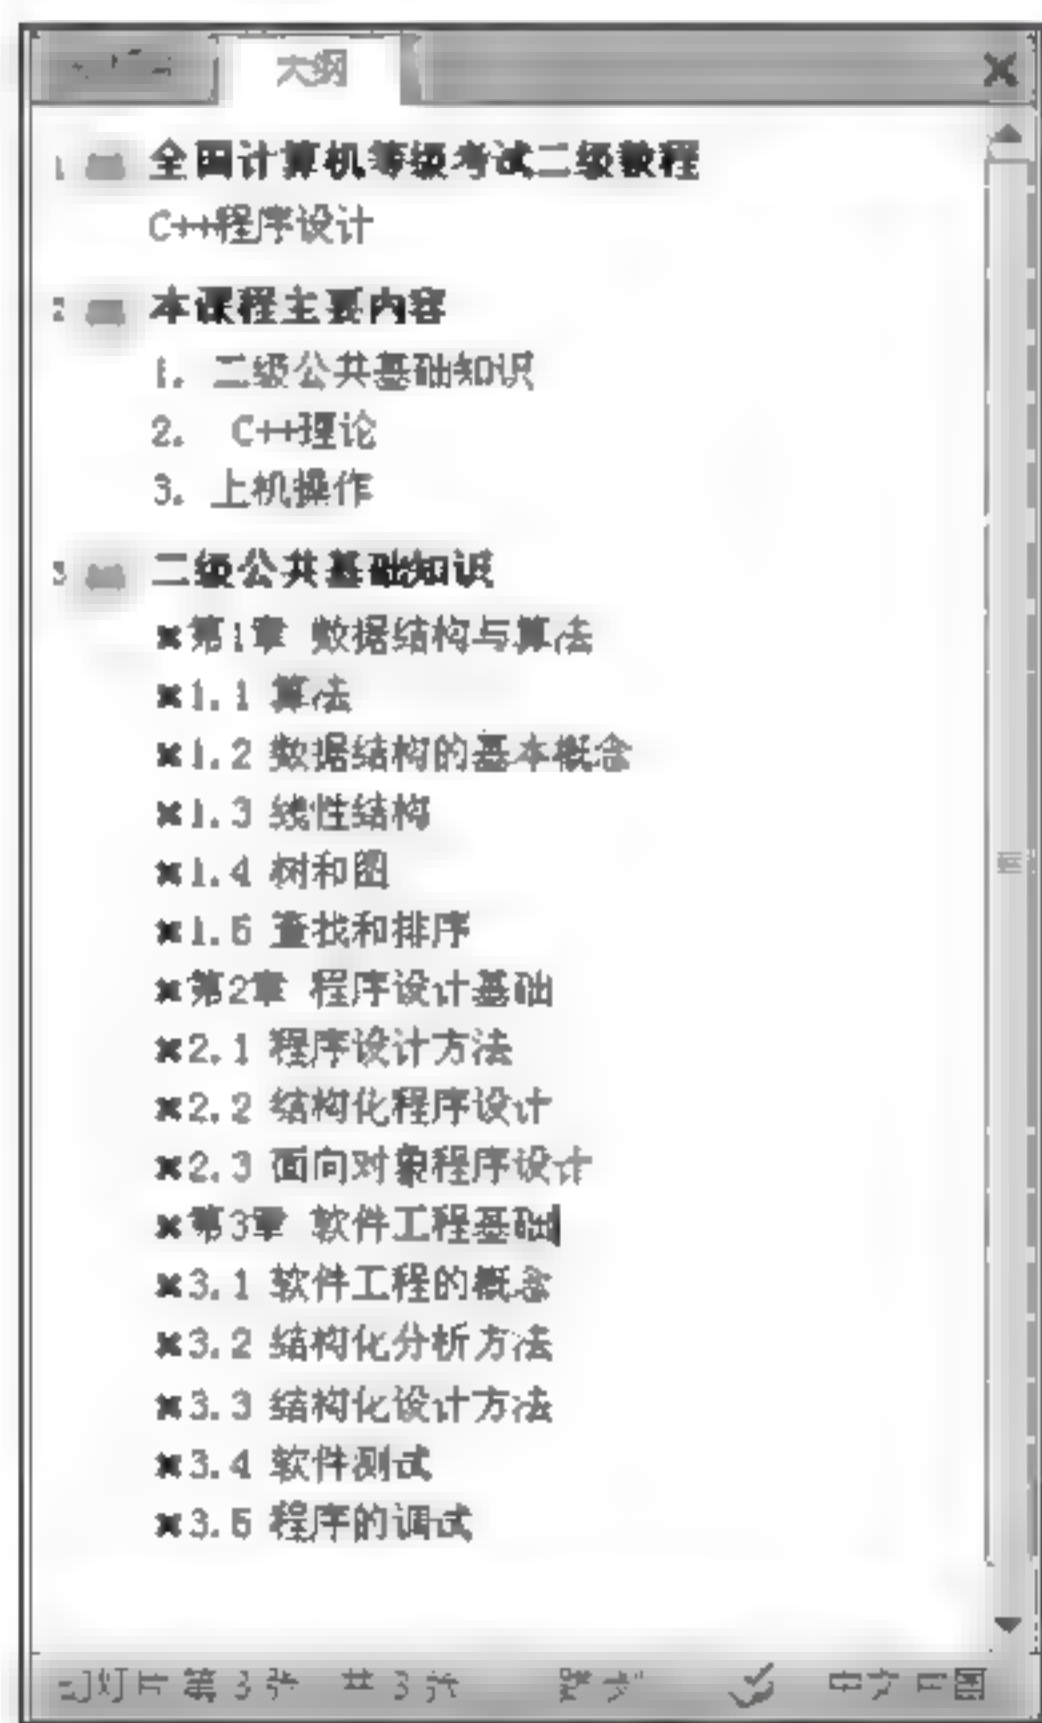 大纲
1 全国计算机等级考试二级教程
C++程序设计
2 本课程主要内容
1. 二级公共基础知识
2. C++理论
3. 上机操作
3 二级公共基础知识
第1章 数据结构与算法
1.1 算法
1.2 数据结构的基本概念
1.3 线性结构
1.4 树和图
1.5 查找和排序
第2章 程序设计基础
2.1 程序设计方法
2.2 结构化程序设计
2.3 面向对象程序设计
第3章 软件工程基础
3.1 软件工程的概念
3.2 结构化分析方法
3.3 结构化设计方法
3.4 软件测试
3.5 程序的调试
幻灯片 第 3 张 共 3 张 中文